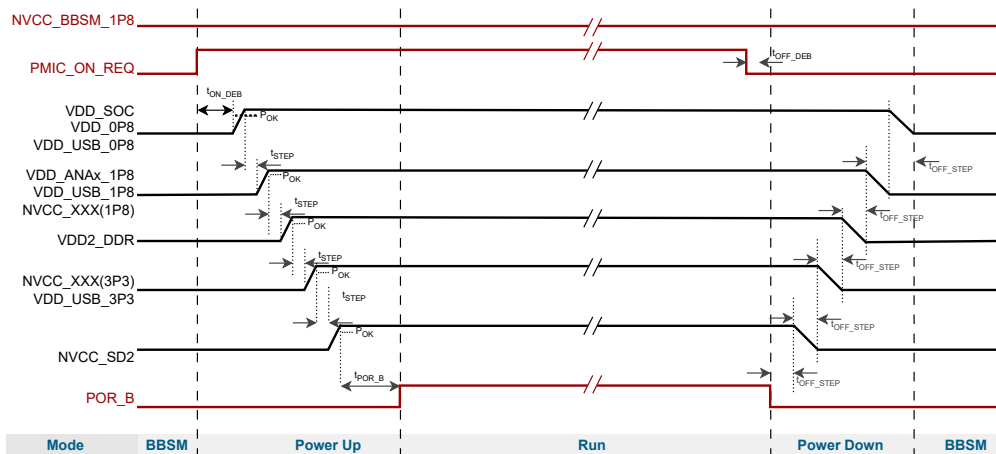 NVCC_BBSM_1P8
PMIC_ON_REQ
tOFF_DEB
tON_DEB
VDD_SOC
POK
VDD_0P8
VDD_USB_0P8
tSTEP
tOFF_STEP
VDD_ANAx_1P8
POK
VDD_USB_1P8
tSTEP
NVCC_XXX(1P8)
tOFF_STEP
POK
VDD2_DDR
tSTEP
tOFF_STEP
POK
NVCC_XXX(3P3)
VDD_USB_3P3
tSTEP
tOFF_STEP
POK
NVCC_SD2
tPOR_B
tOFF_STEP
POR_B
Mode BBSM Power Up Run Power Down BBSM